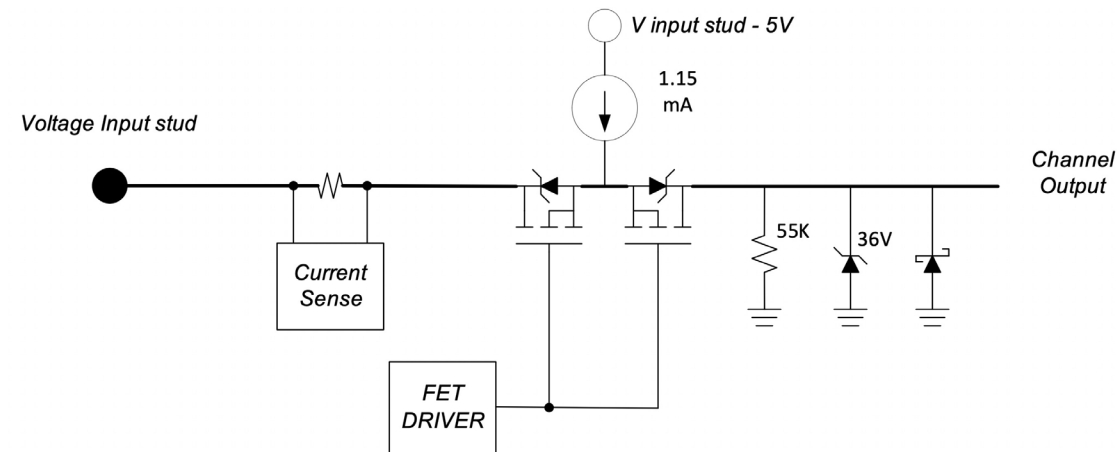 V input stud - 5V
1.15
mA
Voltage Input stud
Channel
Output
55K
36V
Current
Sense
FET
DRIVER